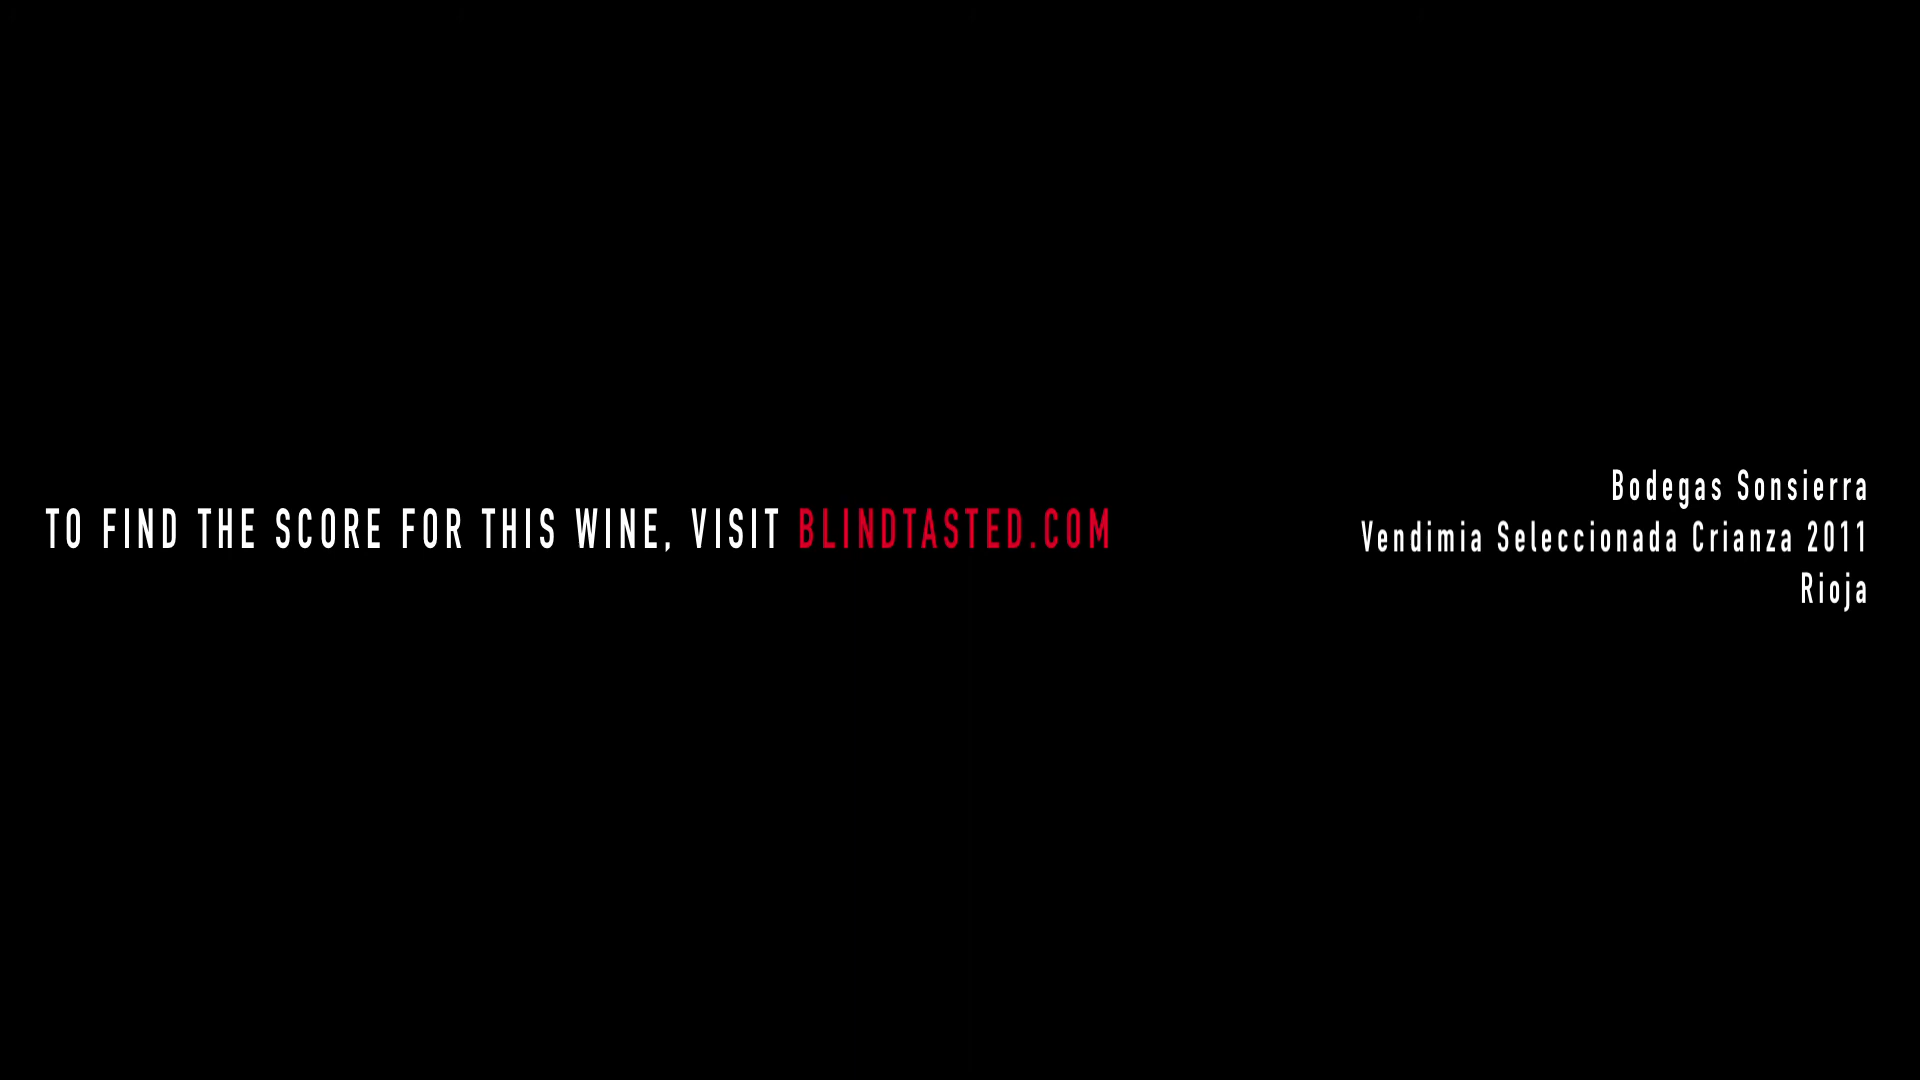 TO FIND THE SCORE FOR THIS WINE, VISIT BLINDTASTED.COM
Bodegas Sonsierra
Vendimia Seleccionada Crianza 2011
Rioja